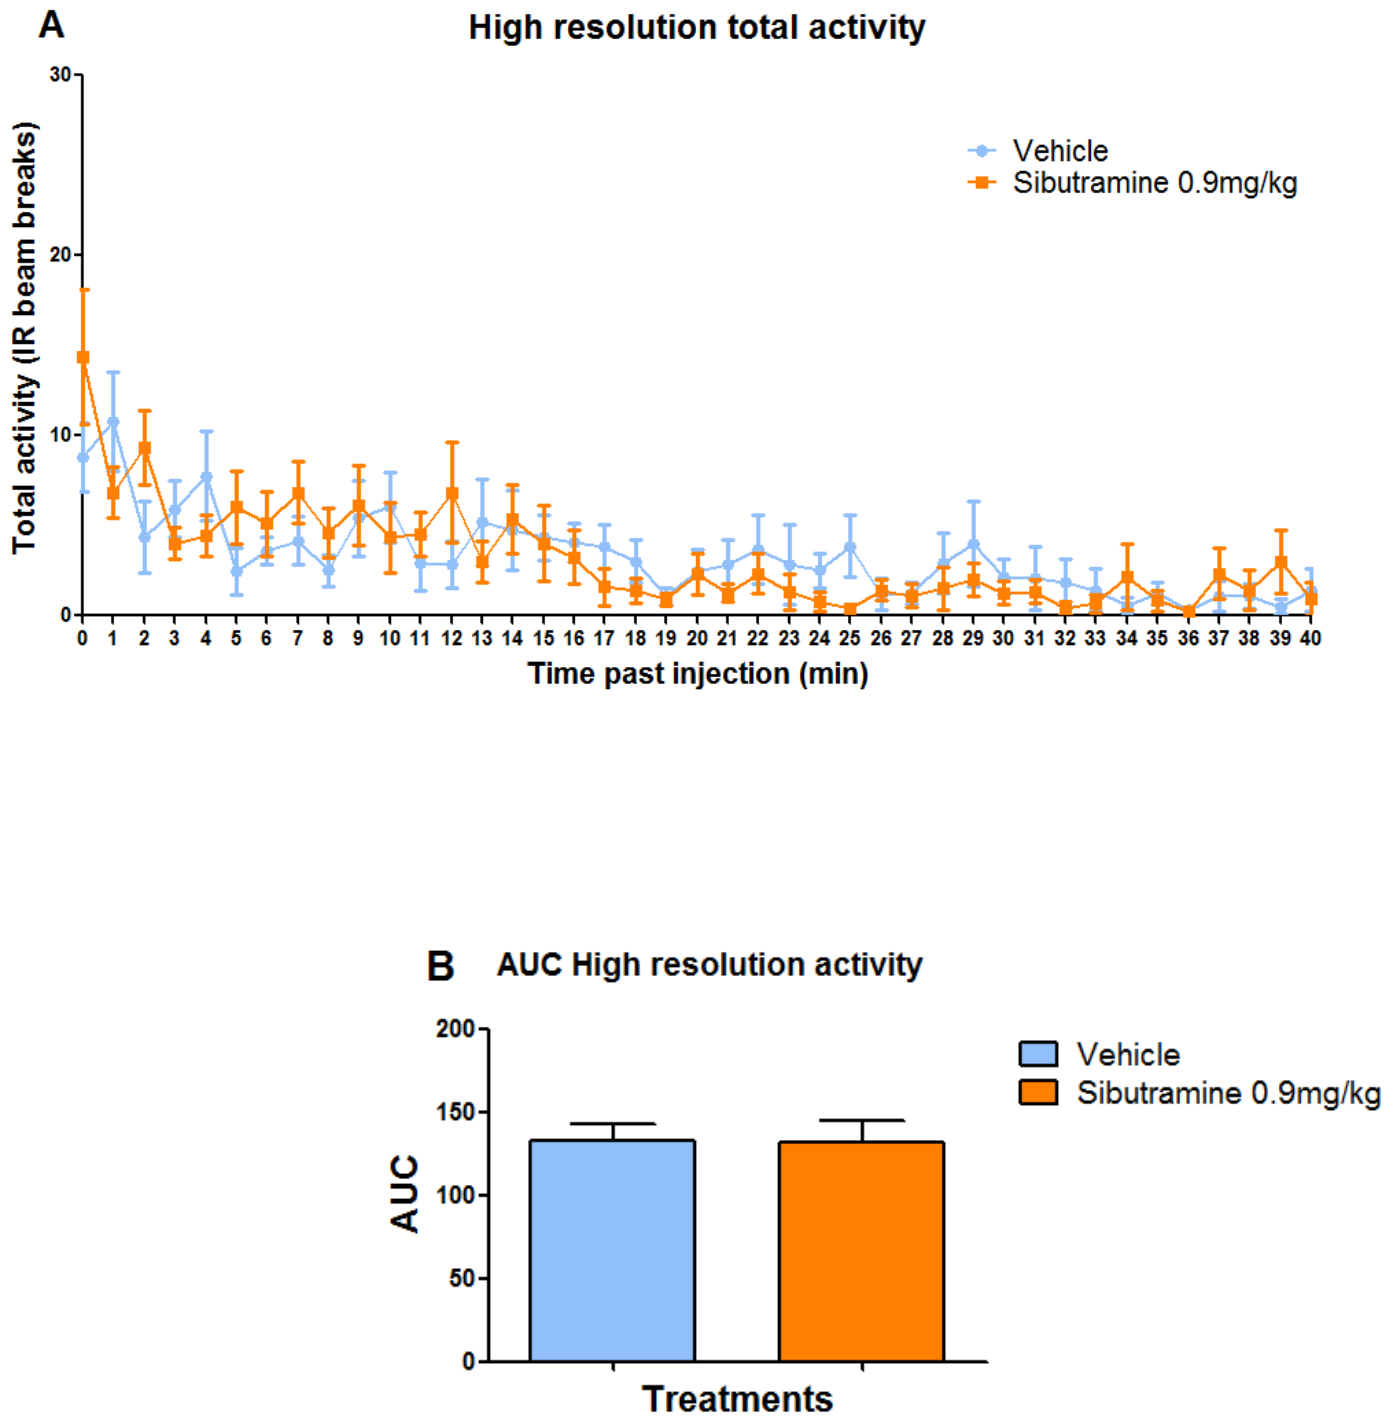 A
High resolution total activity
Total activity (IR beam breaks)
30
20
10
0
Vehicle
Sibutramine 0.9mg/kg
0 1 2 3 4 5 6 7 8 9 10 11 12 13 14 15 16 17 18 19 20 21 22 23 24 25 26 27 28 29 30 31 32 33 34 35 36 37 38 39 40
Time past injection (min)
B
AUC High resolution activity
AUC
200
150
100
50
0
Vehicle
Sibutramine 0.9mg/kg
Treatments